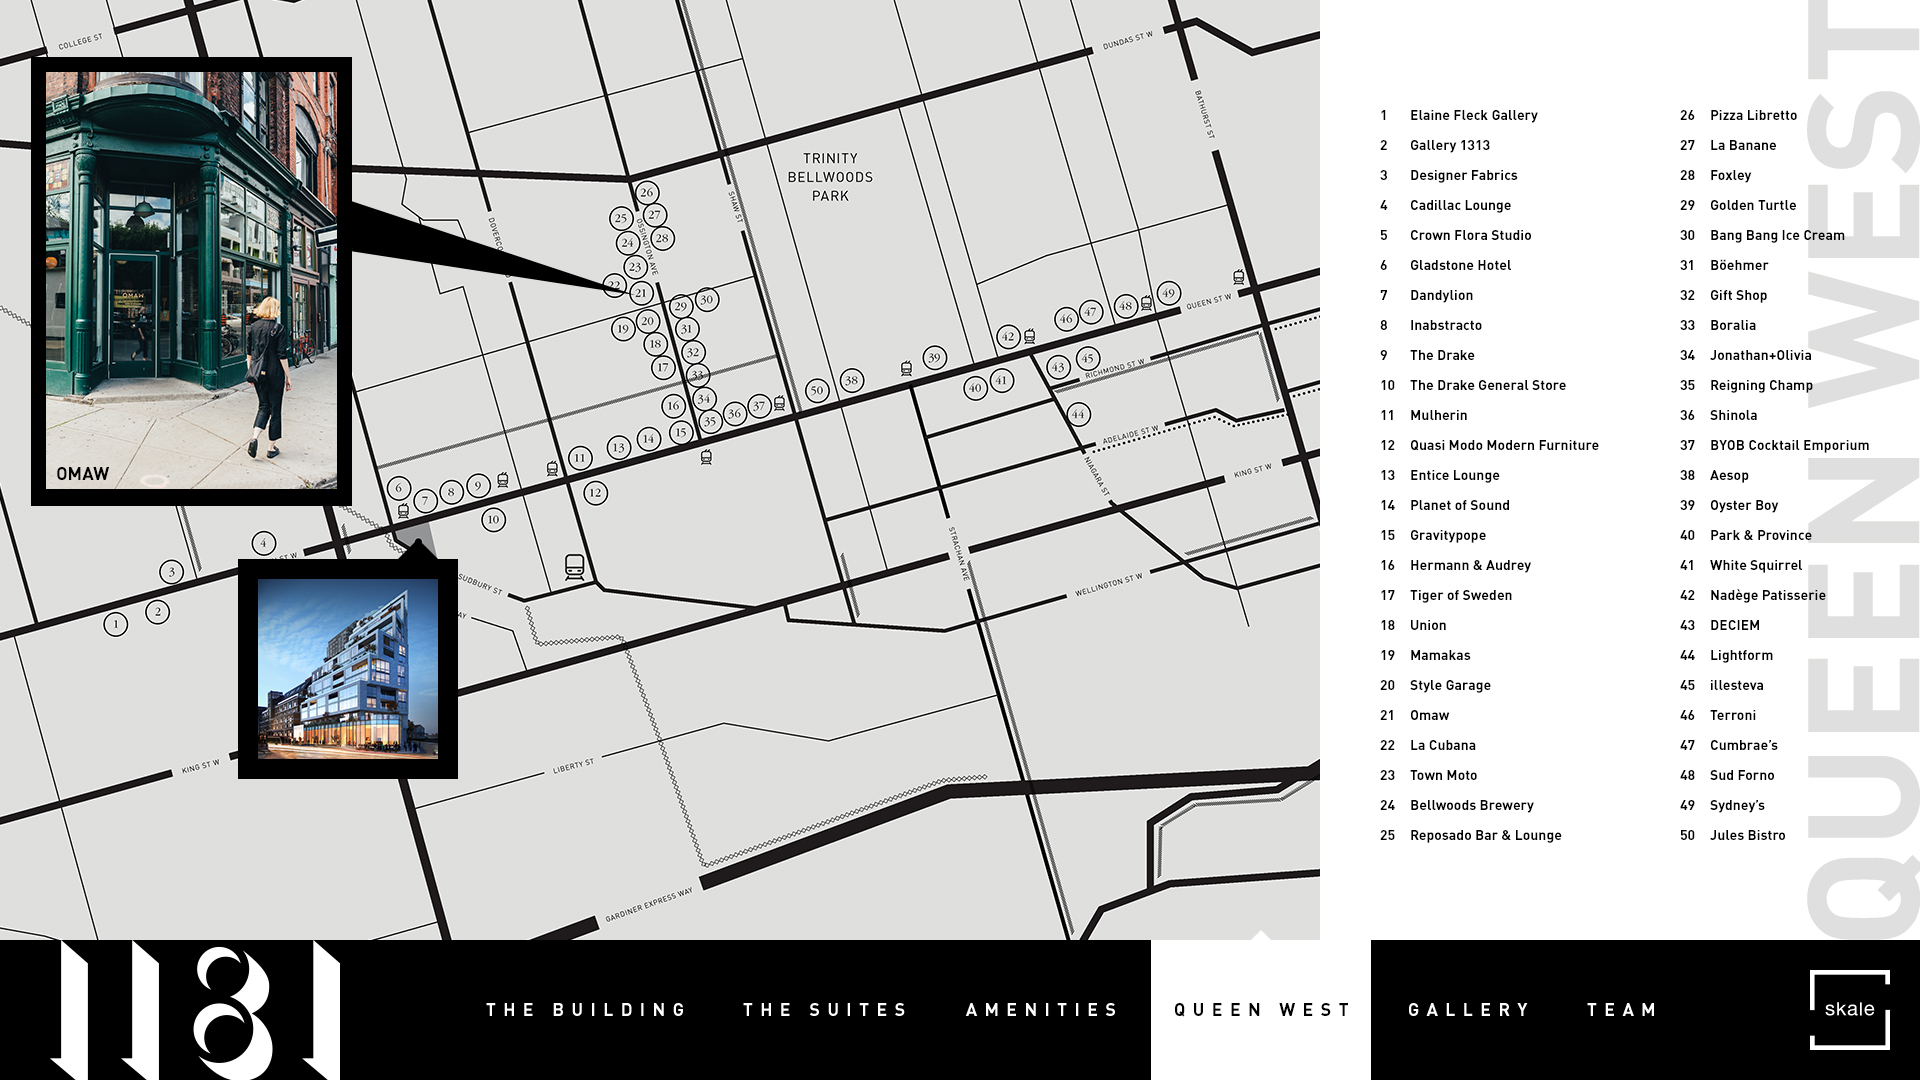 COLLEGE ST
DUNDAS ST W
BATHURST ST
TRINITY
BELLWOODS
PARK
SHAW ST
OSSINGTON AVE
26
25
27
24
28
23
22
21
29
30
19
20
31
18
32
17
33
16
34
35
36
37
15
14
13
11
12
50
38
39
40
41
42
43
45
44
46
47
48
49
QUEEN ST W
RICHMOND ST W
ADELAIDE ST W
NIAGARA ST
KING ST W
STRACHAN AVE
WELLINGTON ST W
6
7
8
9
10
4
3
2
1
SUDBURY ST
KING ST W
LIBERTY ST
GARDINER EXPRESS WAY
OMAW
OMAW
1 Elaine Fleck Gallery
2 Gallery 1313
3 Designer Fabrics
4 Cadillac Lounge
5 Crown Flora Studio
6 Gladstone Hotel
7 Dandylion
8 Inabstracto
9 The Drake
10 The Drake General Store
11 Mulherin
12 Quasi Modo Modern Furniture
13 Entice Lounge
14 Planet of Sound
15 Gravitypope
16 Hermann & Audrey
17 Tiger of Sweden
18 Union
19 Mamakas
20 Style Garage
21 Omaw
22 La Cubana
23 Town Moto
24 Bellwoods Brewery
25 Reposado Bar & Lounge
26 Pizza Libretto
27 La Banane
28 Foxley
29 Golden Turtle
30 Bang Bang Ice Cream
31 Böehmer
32 Gift Shop
33 Boralia
34 Jonathan+Olivia
35 Reigning Champ
36 Shinola
37 BYOB Cocktail Emporium
38 Aesop
39 Oyster Boy
40 Park & Province
41 White Squirrel
42 Nadège Patisserie
43 DECIEM
44 Lightform
45 illesteva
46 Terroni
47 Cumbrae's
48 Sud Forno
49 Sydney's
50 Jules Bistro
QUEEN WEST
1181
THE BUILDING
THE SUITES
AMENITIES
QUEEN WEST
GALLERY
TEAM
skale